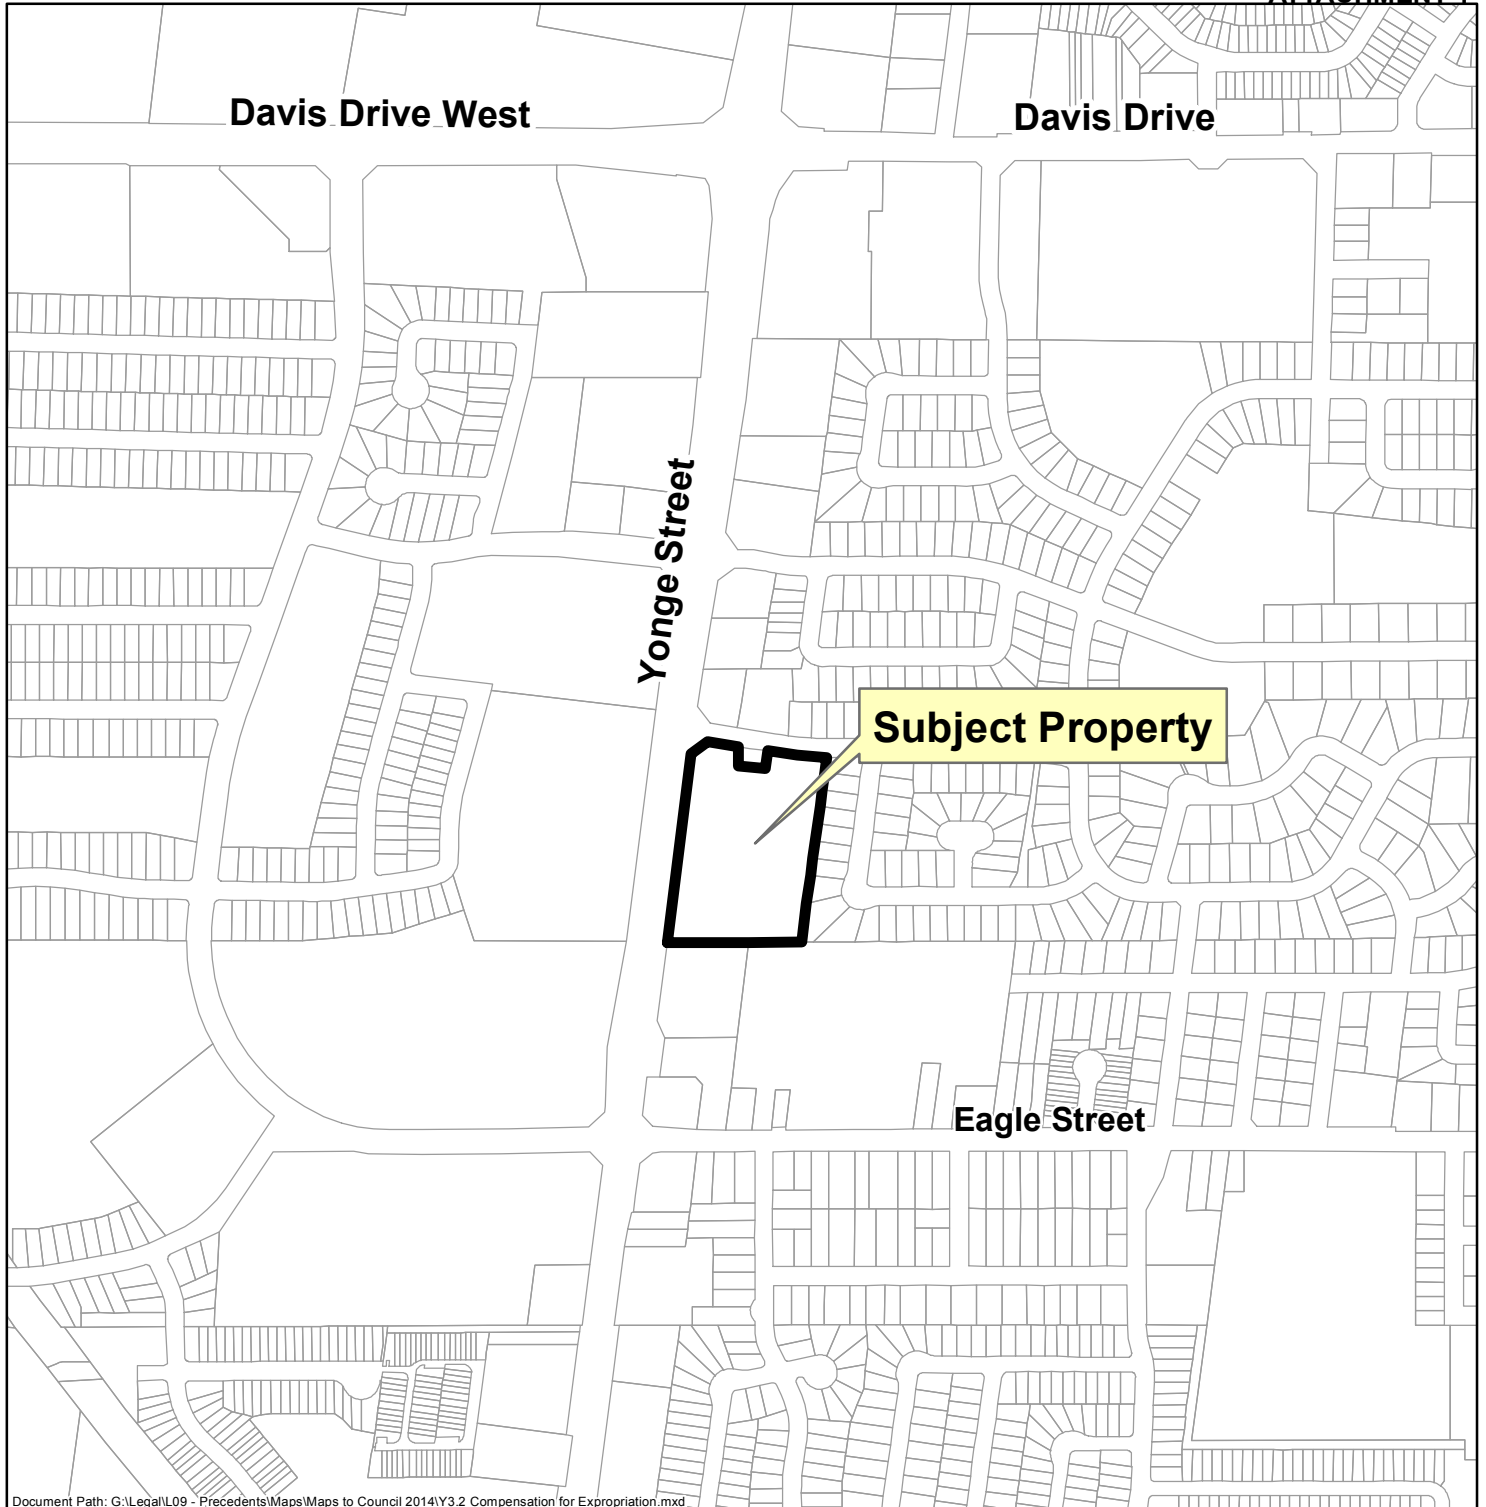 Davis Drive West
Davis Drive
Yonge Street
Subject Property
Eagle Street
Document Path: G:\Legal\L09 - Precedents\Maps\Maps to Council 2014\Y3.2 Compensation for Expropriation.mxd